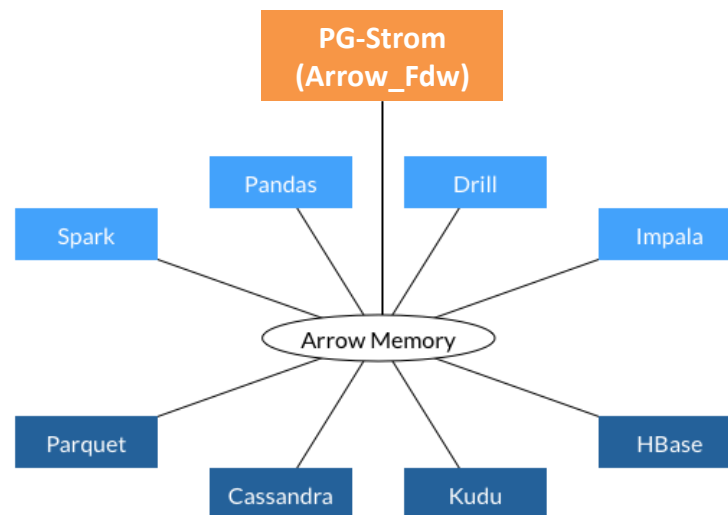 PG-Strom
(Arrow_Fdw)
Pandas
Drill
Spark
Impala
Arrow Memory
Parquet
HBase
Cassandra
Kudu